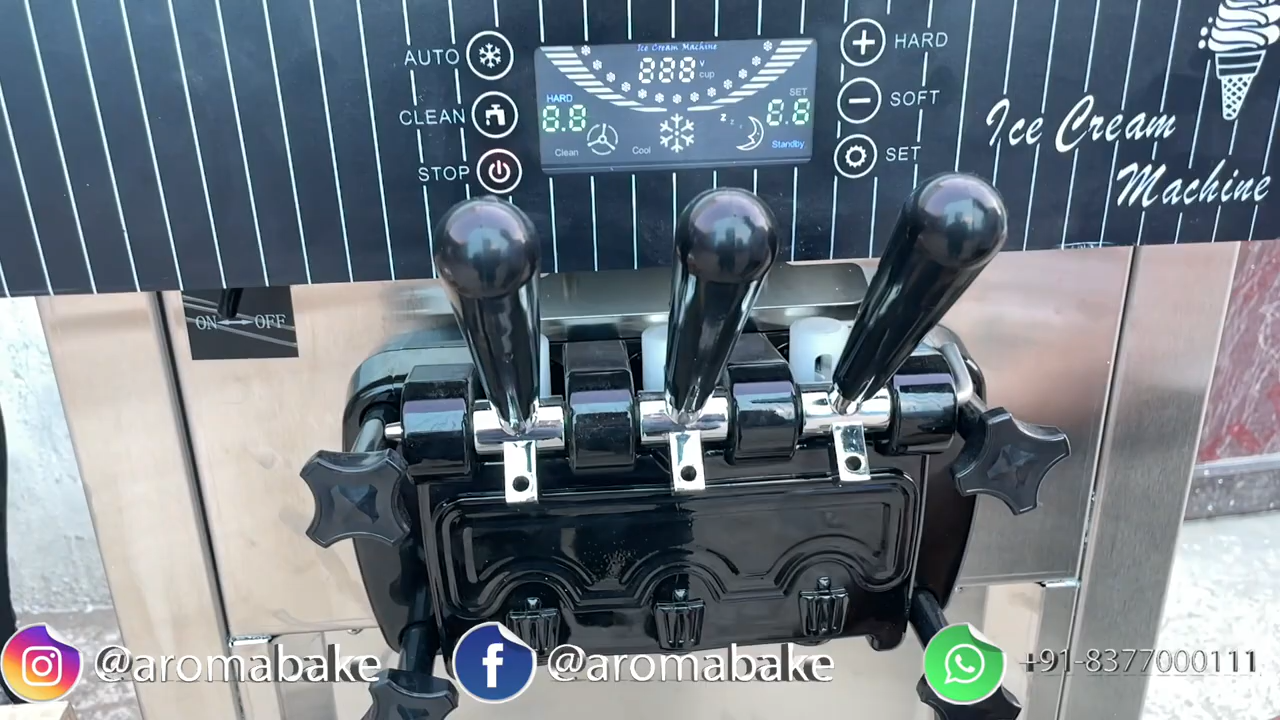 AUTO
CLEAN
STOP
Ice Cream Machine
888 v
cup
HARD
8.8
SET
8.8
Clean
Cool
z z
Standby
HARD
SOFT
SET
Ice Cream
Machine
ON OFF
@aromabake
f @aromabake
+91-8377000111